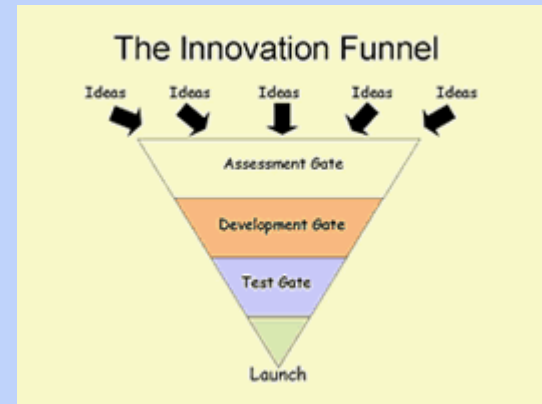 The Innovation Funnel
Ideas Ideas Ideas Ideas Ideas
Assessment Gate
Development Gate
Test Gate
Launch